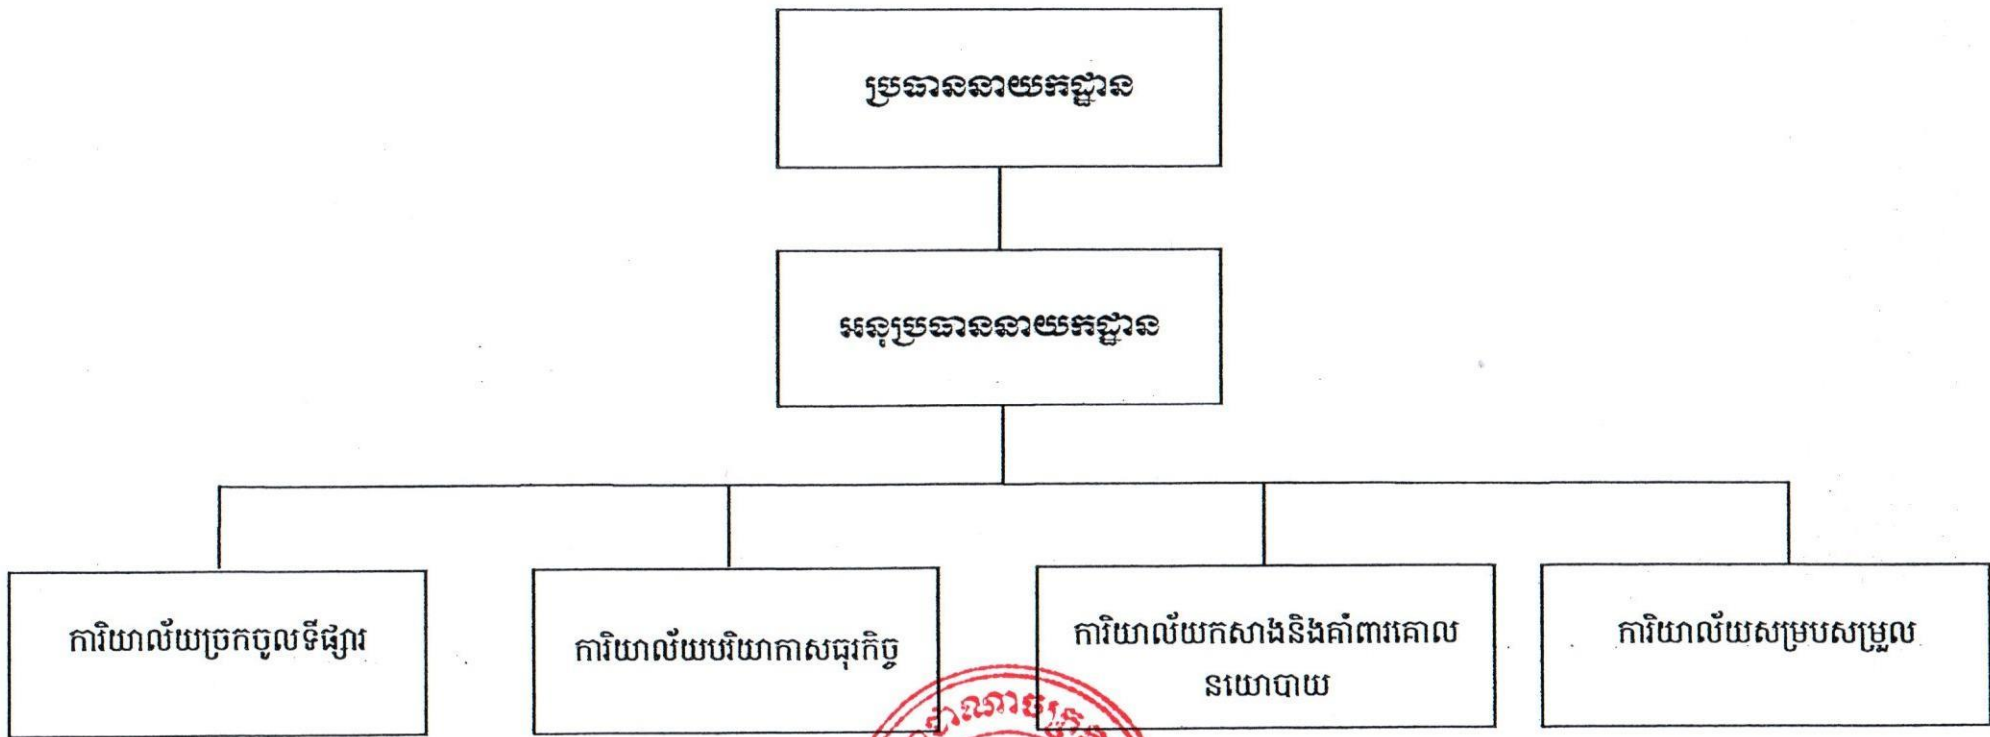 ប្រធាននាយកដ្ឋាន
អនុប្រធាននាយកដ្ឋាន
ការិយាល័យច្រកចូលទីផ្សារ
ការិយាល័យបរិយាកាសធុរកិច្ច
ការិយាល័យកសាងនិងគាំពារគោល
នយោបាយ
ការិយាល័យសម្របសម្រួល